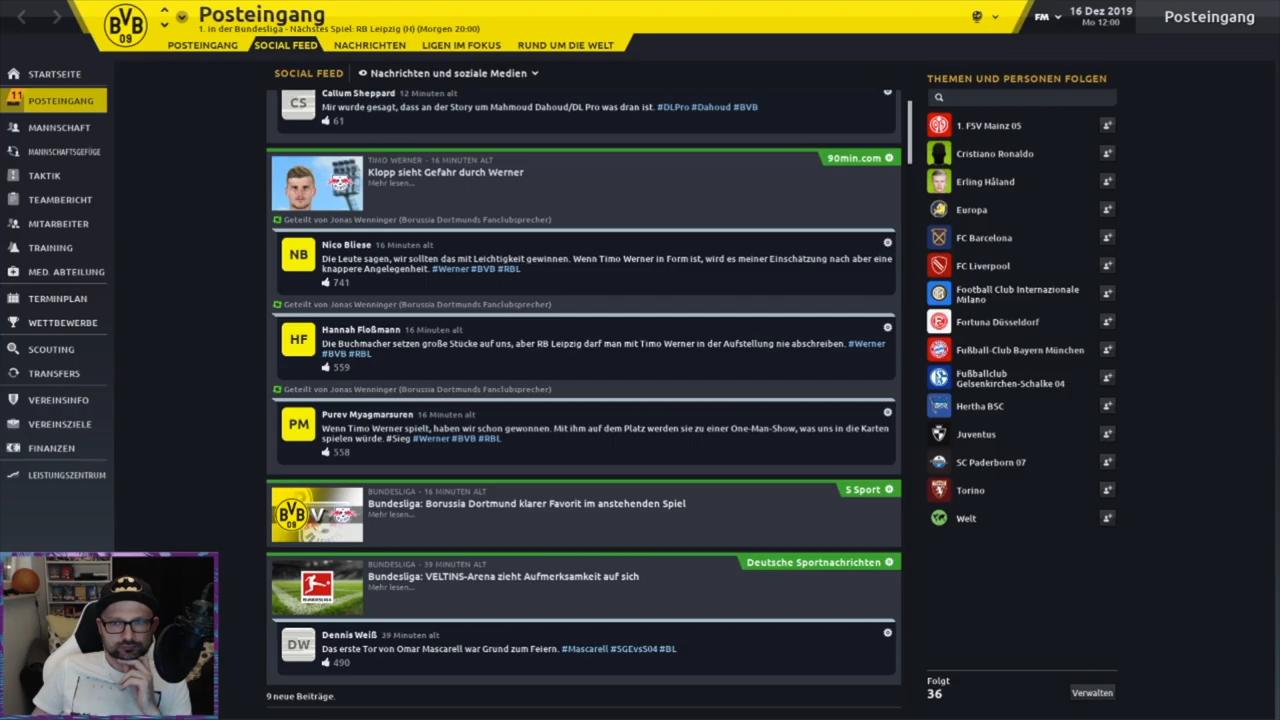 Posteingang
1. in der Bundesliga - Nächstes Spiel: RB Leipzig (H) (Morgen 20:00)
FM
16 Dez 2019
Mo 12:00
Posteingang
BVB 09
POSTEINGANG
SOCIAL FEED
NACHRICHTEN
LIGEN IM FOKUS
RUND UM DIE WELT
STARTSEITE
11
POSTEINGANG
MANNSCHAFT
MANNSCHAFTSGEFÜGE
TAKTIK
TEAMBERICHT
MITARBEITER
TRAINING
MED. ABTEILUNG
TERMINPLAN
WETTBEWERBE
SCOUTING
TRANSFERS
VEREINSINFO
VEREINSZIELE
FINANZEN
LEISTUNGSZENTRUM
SOCIAL FEED
Nachrichten und soziale Medien
CS
Callum Sheppard 12 Minuten alt
Mir wurde gesagt, dass an der Story um Mahmoud Dahoud/DL Pro was dran ist. #DLPro #Dahoud #BVB
61
TIMO WERNER - 16 MINUTEN ALT
90min.com
Klopp sieht Gefahr durch Werner
Mehr lesen...
Geteilt von Jonas Wenninger (Borussia Dortmunds Fanclubsprecher)
NB
Nico Bliese 16 Minuten alt
Die Leute sagen, wir sollten das mit Leichtigkeit gewinnen. Wenn Timo Werner in Form ist, wird es meiner Einschätzung nach aber eine
knappere Angelegenheit. #Werner #BVB #RBL
741
Geteilt von Jonas Wenninger (Borussia Dortmunds Fanclubsprecher)
HF
Hannah Floßmann 16 Minuten alt
Die Buchmacher setzen große Stücke auf uns, aber RB Leipzig darf man mit Timo Werner in der Aufstellung nie abschreiben. #Werner
#BVB #RBL
559
Geteilt von Jonas Wenninger (Borussia Dortmunds Fanclubsprecher)
PM
Purev Myagmarsuren 16 Minuten alt
Wenn Timo Werner spielt, haben wir schon gewonnen. Mit ihm auf dem Platz werden sie zu einer One-Man-Show, was uns in die Karten
spielen würde. #Sieg #Werner #BVB #RBL
558
BVB 09 V
BUNDESLIGA - 16 MINUTEN ALT
S Sport
Bundesliga: Borussia Dortmund klarer Favorit im anstehenden Spiel
Mehr lesen...
BUNDESLIGA
BUNDESLIGA - 39 MINUTEN ALT
Deutsche Sportnachrichten
Bundesliga: VELTINS-Arena zieht Aufmerksamkeit auf sich
Mehr lesen...
DW
Dennis Weiß 39 Minuten alt
Das erste Tor von Omar Mascarell war Grund zum Feiern. #Mascarell #SGEvsS04 #BL
490
9 neue Beiträge.
THEMEN UND PERSONEN FOLGEN
1. FSV Mainz 05
Cristiano Ronaldo
Erling Håland
Europa
FC Barcelona
FC Liverpool
Football Club Internazionale
Milano
Fortuna Düsseldorf
Fußball-Club Bayern München
Fußballclub
Gelsenkirchen-Schalke 04
Hertha BSC
Juventus
SC Paderborn 07
Torino
Welt
Folgt
36
Verwalten